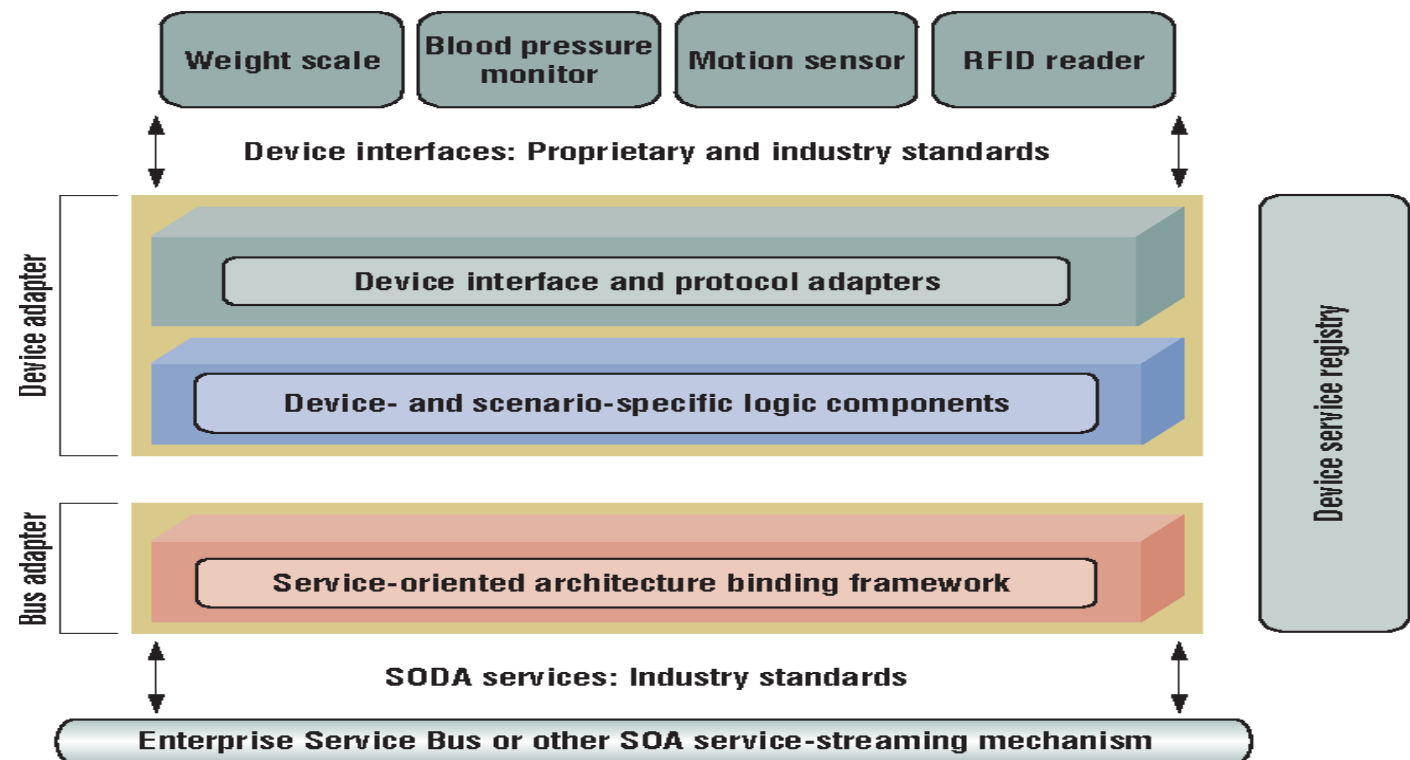 Weight scale
Blood pressure
monitor
Motion sensor
RFID reader
Device interfaces: Proprietary and industry standards
Device adapter
Device interface and protocol adapters
Device- and scenario-specific logic components
Bus adapter
Service-oriented architecture binding framework
Device service registry
SODA services: Industry standards
Enterprise Service Bus or other SOA service-streaming mechanism